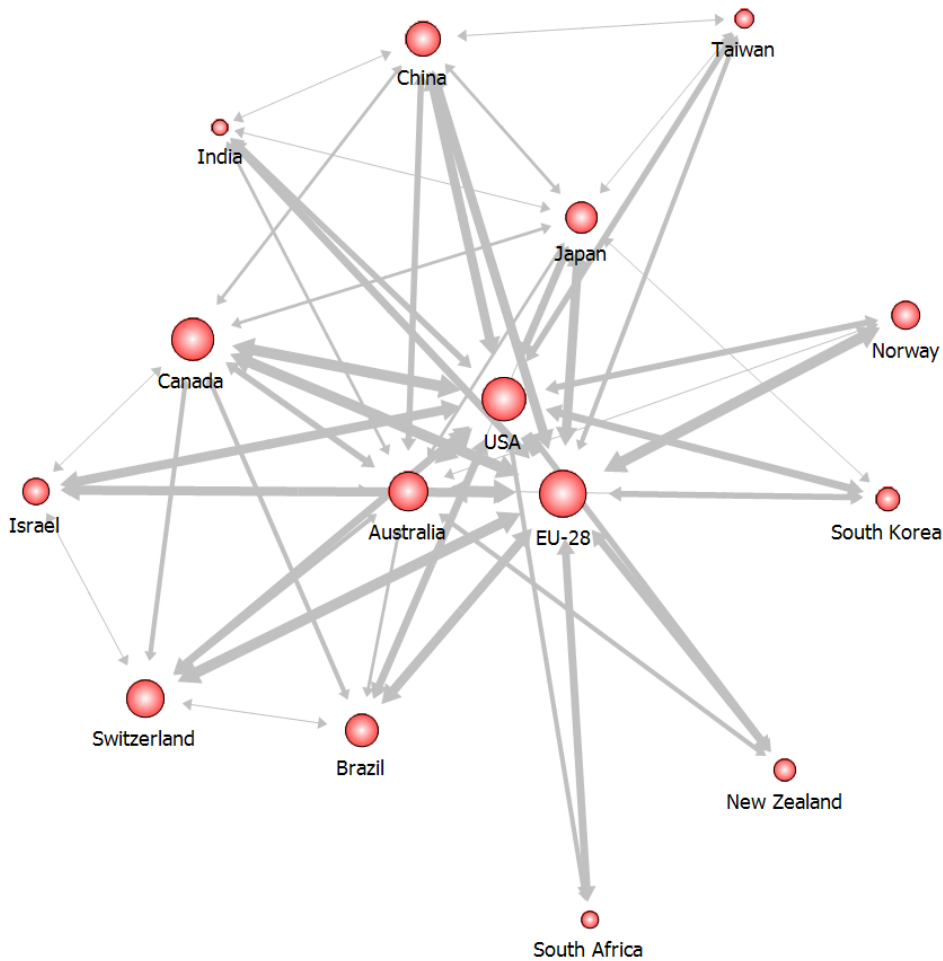 Taiwan
China
India
Japan
Norway
Canada
USA
Israel
Australia
EU-28
South Korea
Switzerland
Brazil
New Zealand
South Africa